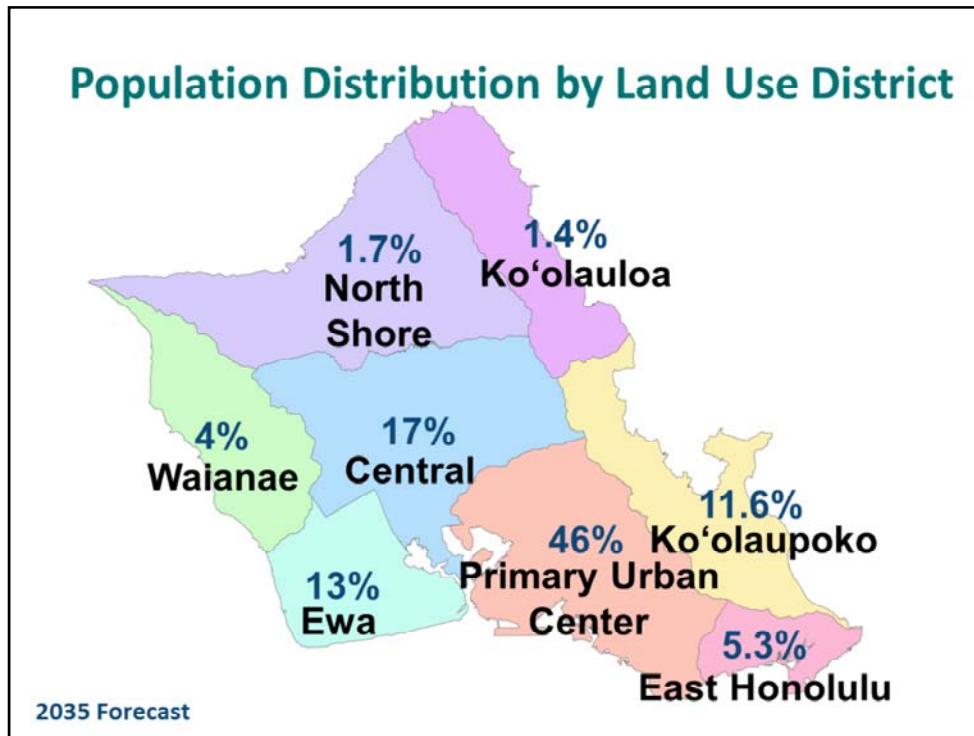 Population Distribution by Land Use District
1.7%
North
Shore
1.4%
Ko‘olauloa
4%
Waianae
17%
Central
11.6%
Ko‘olaupoko
46%
Primary Urban
Center
13%
Ewa
5.3%
East Honolulu
2035 Forecast